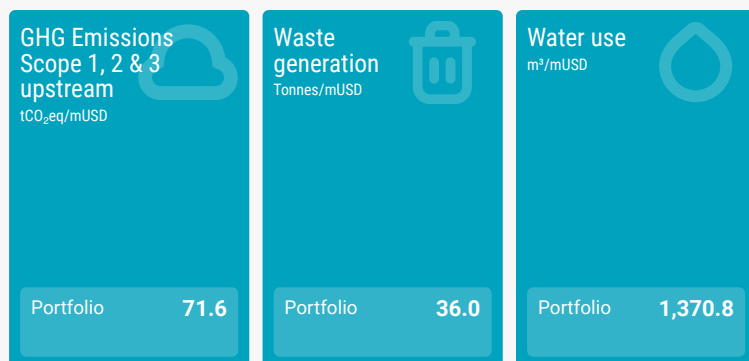 GHG Emissions
Scope 1, 2 & 3
upstream
tCO₂eq/mUSD
Portfolio 71.6
Waste
generation
Tonnes/mUSD
Portfolio 36.0
Water use
m³/mUSD
Portfolio 1,370.8